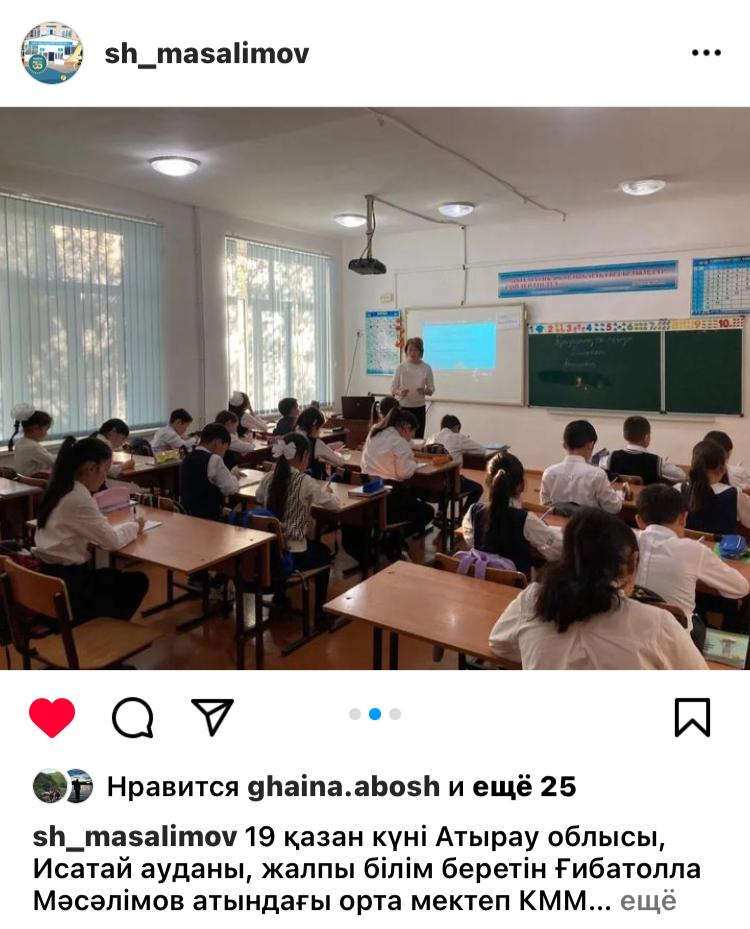 sh_masalimov
Нравится ghaina.abosh и ещё 25
sh_masalimov 19 қазан күні Атырау облысы,
Исатай ауданы, жалпы білім беретін Ғибатолла
Мәсәлімов атындағы орта мектеп КММ... ещё